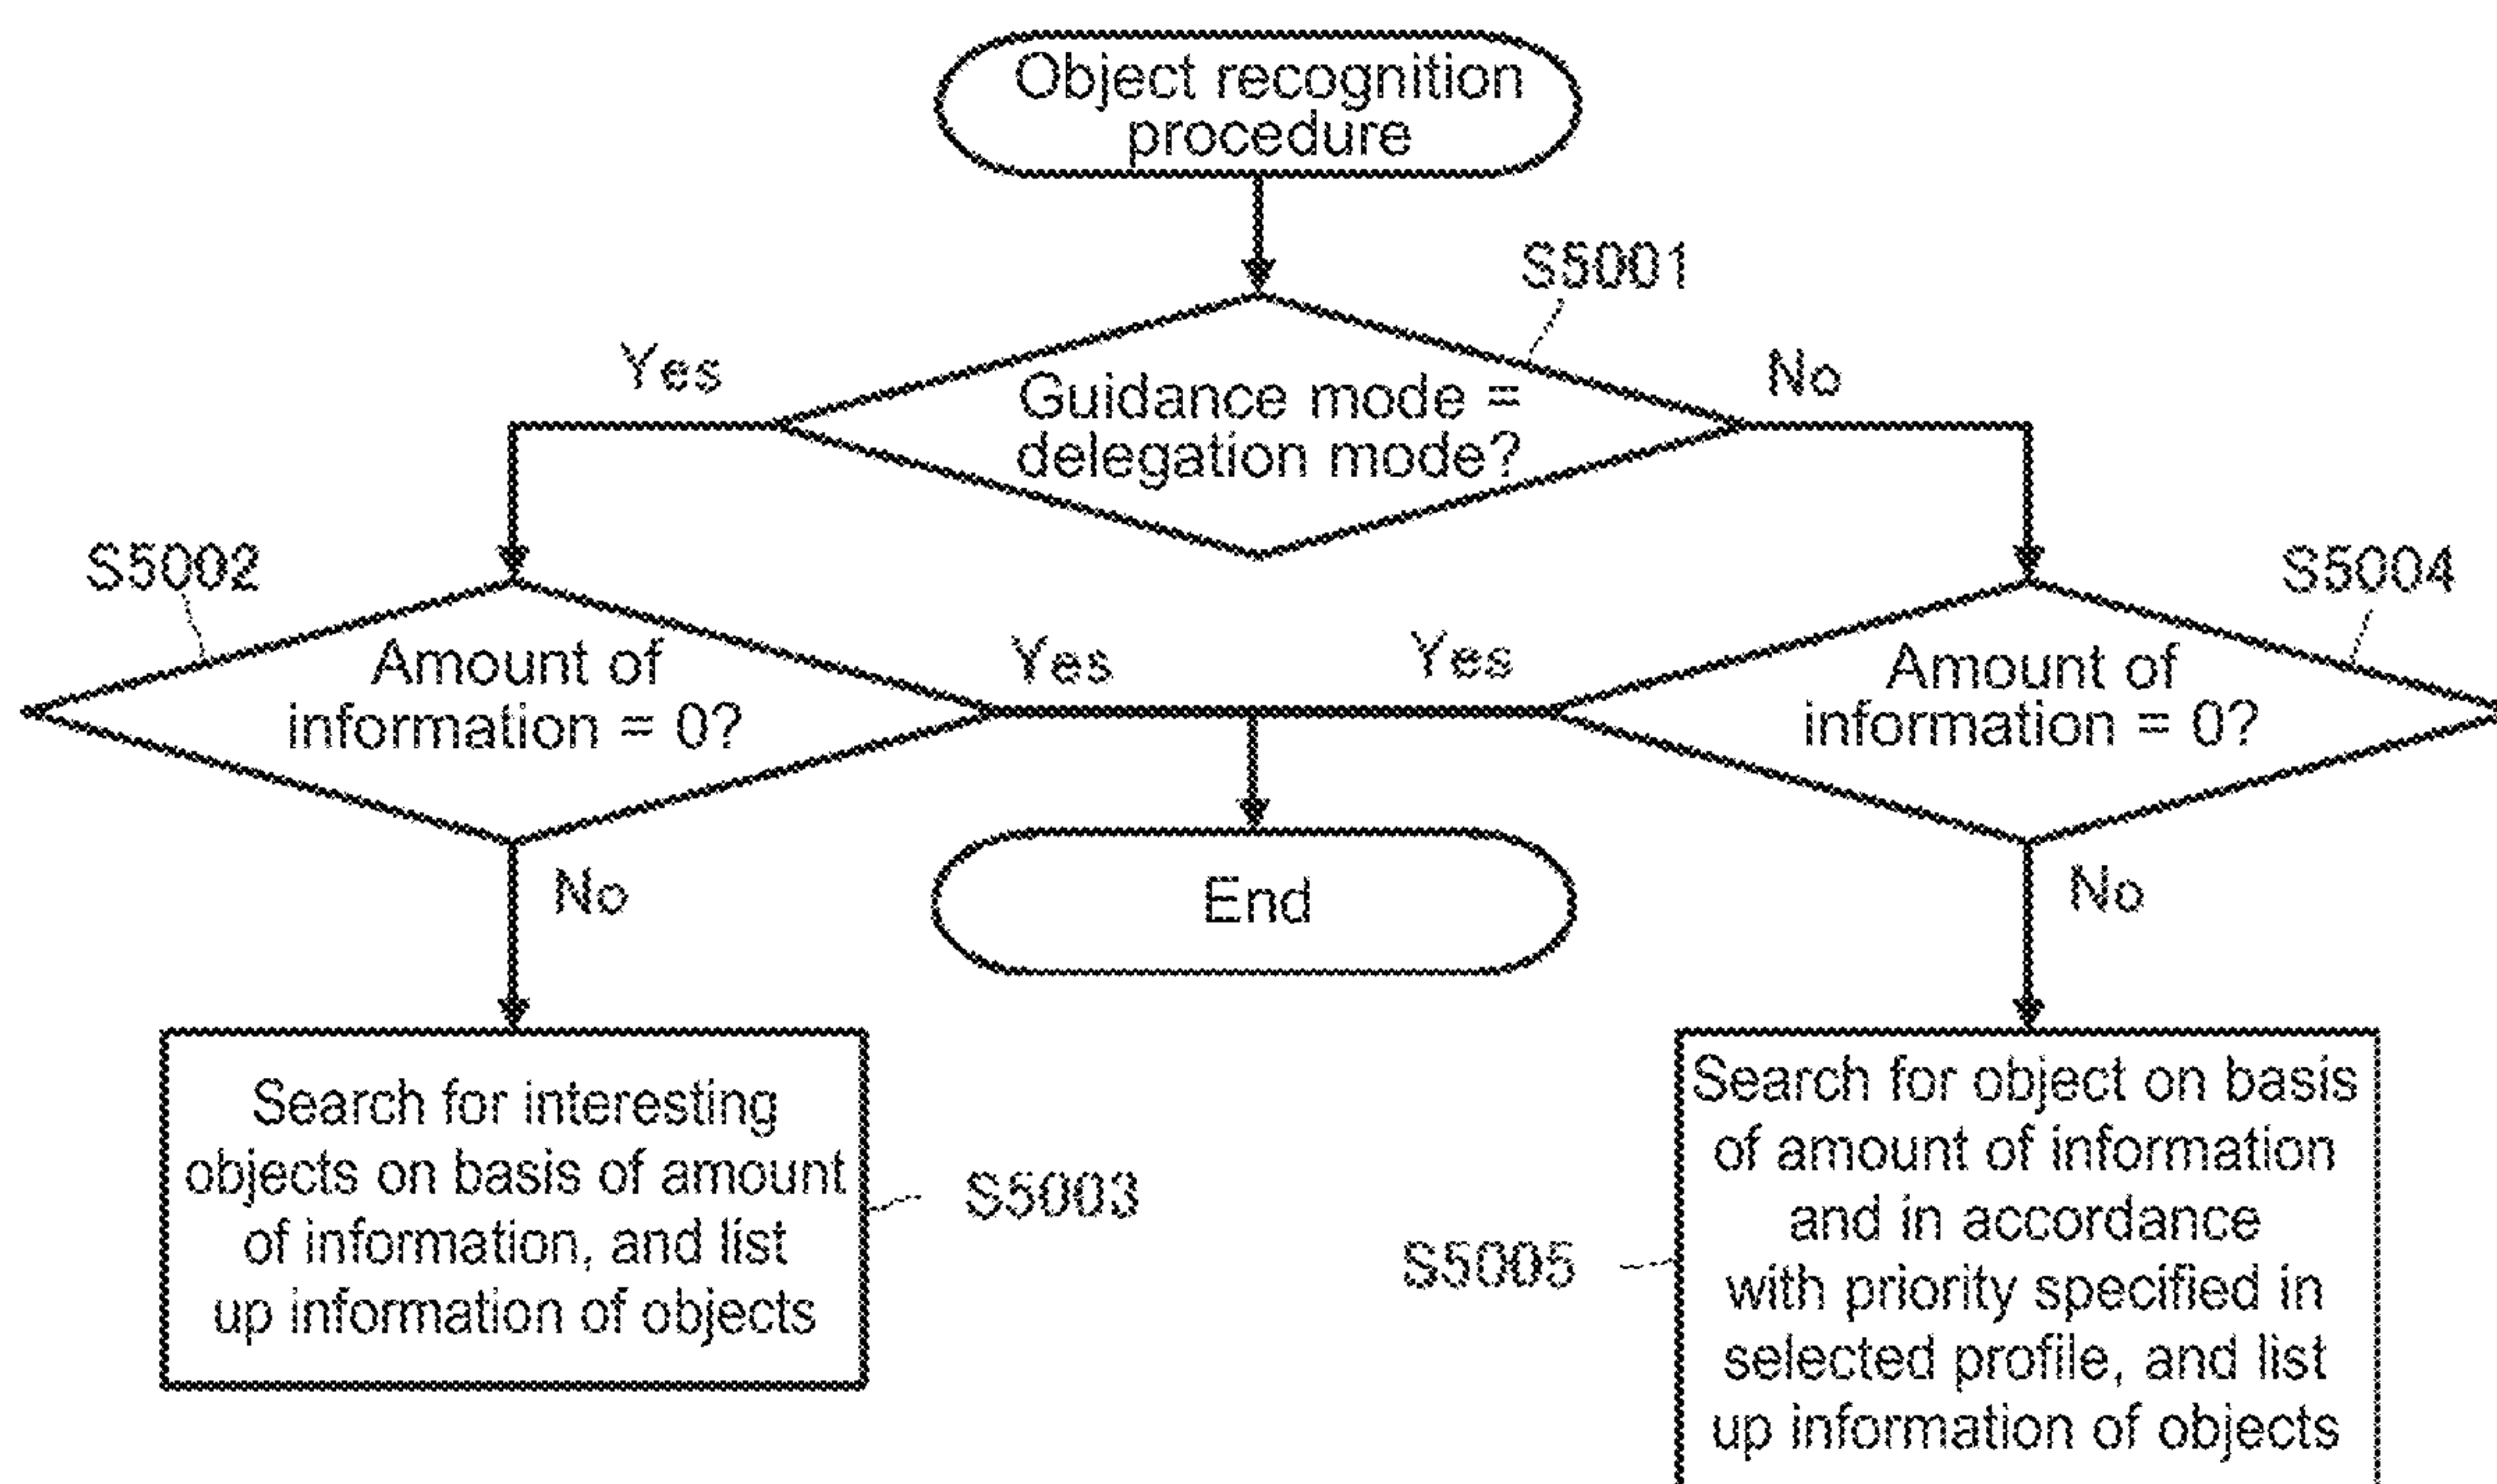 Object recognition
procedure
S5001
Yes
No
Guidance mode =
delegation mode?
S5002
S5004
Amount of
information = 0?
Yes
Yes
Amount of
information = 0?
No
End
No
Search for interesting
objects on basis of amount
of information, and list
up information of objects
S5003
Search for object on basis
of amount of information
and in accordance
with priority specified in
selected profile, and list
up information of objects
S5005